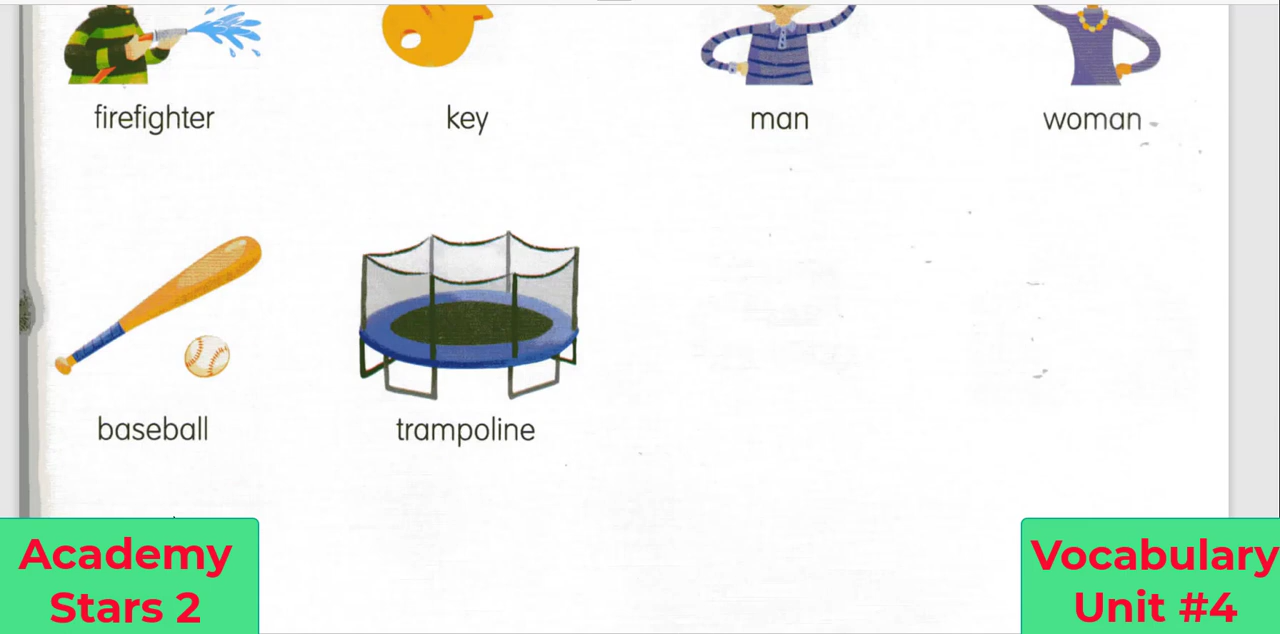 firefighter
key
man
woman
baseball
trampoline
Academy
Stars 2
Vocabulary
Unit #4